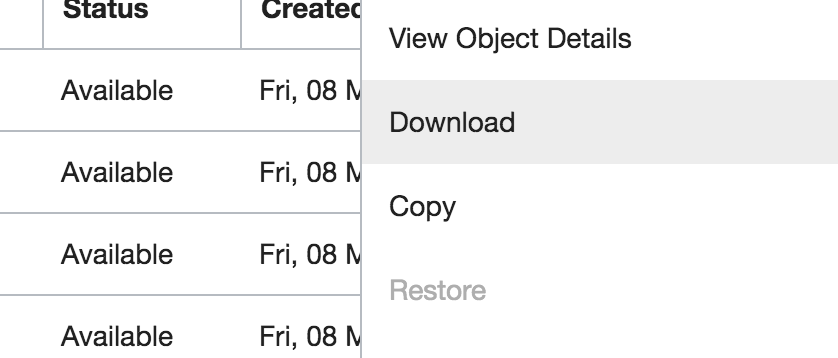 Status Created
View Object Details
Available Fri, 08
Download
Available Fri, 08
Copy
Available Fri, 08
Restore
Available Fri, 08